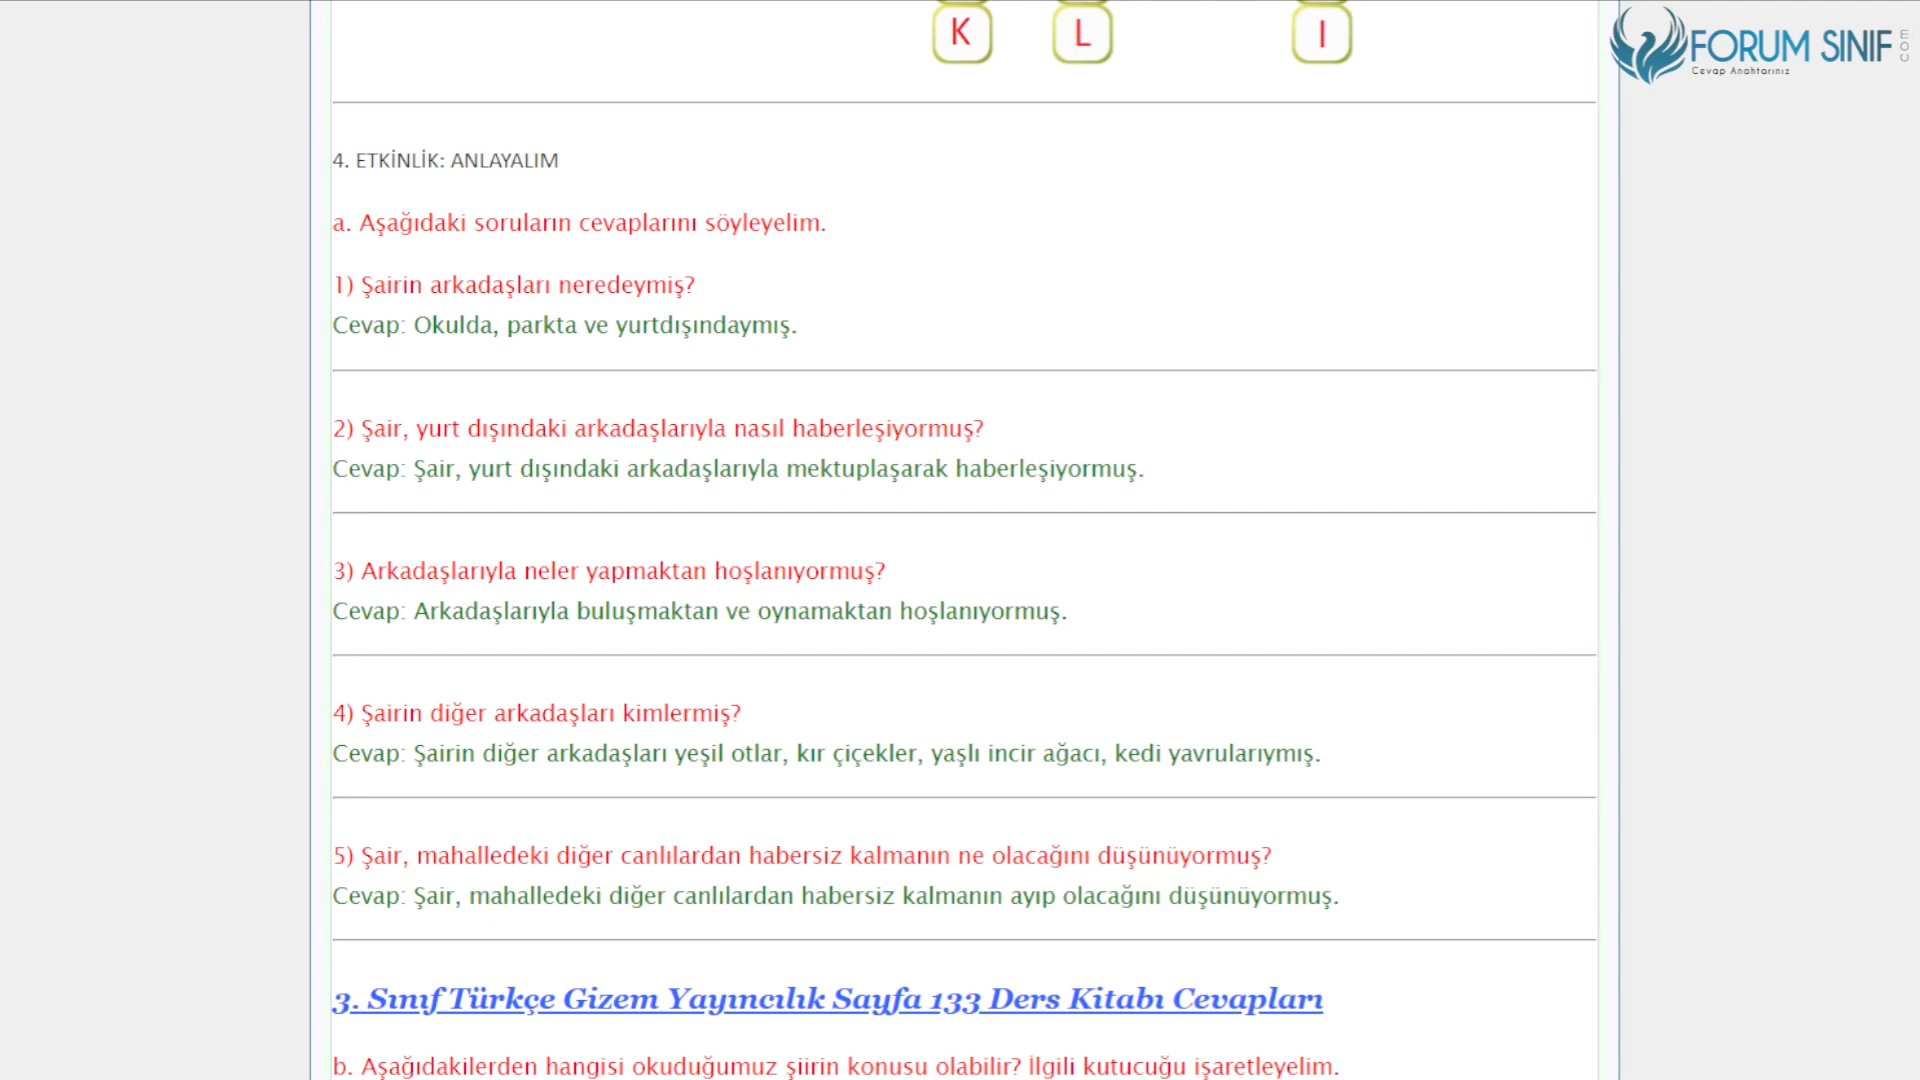 K L I
FORUM SINIF .com
Cevap Anahtarınız
4. ETKİNLİK: ANLAYALIM
a. Aşağıdaki soruların cevaplarını söyleyelim.
1) Şairin arkadaşları neredeymiş?
Cevap: Okulda, parkta ve yurtdışındaymış.
2) Şair, yurt dışındaki arkadaşlarıyla nasıl haberleşiyormuş?
Cevap: Şair, yurt dışındaki arkadaşlarıyla mektuplaşarak haberleşiyormuş.
3) Arkadaşlarıyla neler yapmaktan hoşlanıyormuş?
Cevap: Arkadaşlarıyla buluşmaktan ve oynamaktan hoşlanıyormuş.
4) Şairin diğer arkadaşları kimlermiş?
Cevap: Şairin diğer arkadaşları yeşil otlar, kır çiçekler, yaşlı incir ağacı, kedi yavrularıymış.
5) Şair, mahalledeki diğer canlılardan habersiz kalmanın ne olacağını düşünüyormuş?
Cevap: Şair, mahalledeki diğer canlılardan habersiz kalmanın ayıp olacağını düşünüyormuş.
3. Sınıf Türkçe Gizem Yayıncılık Sayfa 133 Ders Kitabı Cevapları
b. Aşağıdakilerden hangisi okuduğumuz şiirin konusu olabilir? İlgili kutucuğu işaretleyelim.